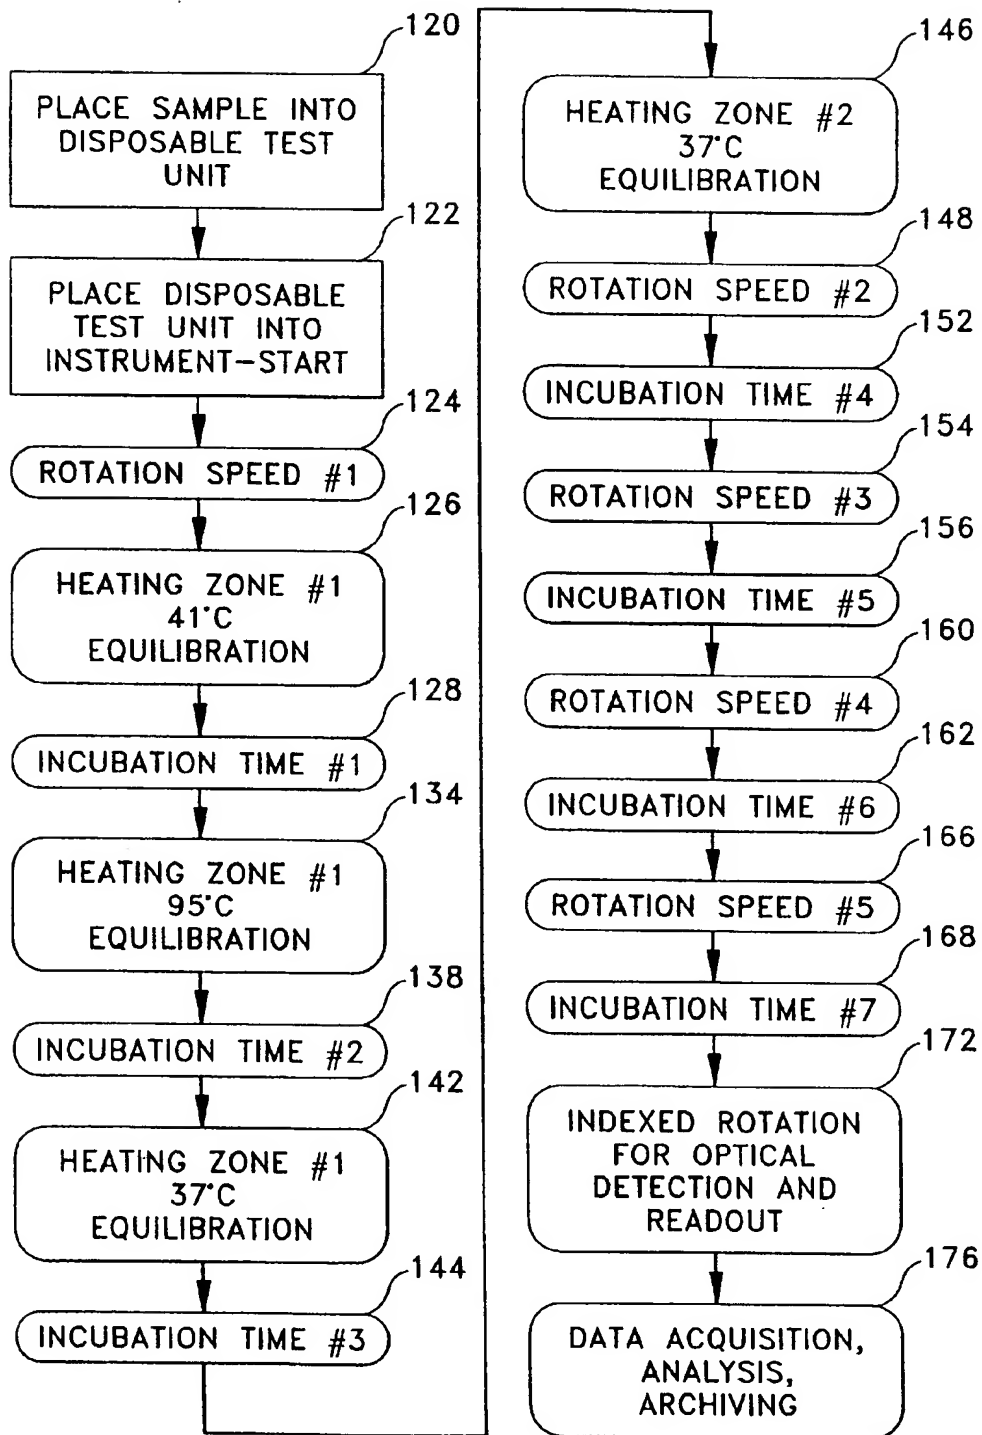 120
PLACE SAMPLE INTO
DISPOSABLE TEST
UNIT
122
PLACE DISPOSABLE
TEST UNIT INTO
INSTRUMENT-START
124
ROTATION SPEED #1
126
HEATING ZONE #1
41°C
EQUILIBRATION
128
INCUBATION TIME #1
134
HEATING ZONE #1
95°C
EQUILIBRATION
138
INCUBATION TIME #2
142
HEATING ZONE #1
37°C
EQUILIBRATION
144
INCUBATION TIME #3
146
HEATING ZONE #2
37°C
EQUILIBRATION
148
ROTATION SPEED #2
152
INCUBATION TIME #4
154
ROTATION SPEED #3
156
INCUBATION TIME #5
160
ROTATION SPEED #4
162
INCUBATION TIME #6
166
ROTATION SPEED #5
168
INCUBATION TIME #7
172
INDEXED ROTATION
FOR OPTICAL
DETECTION AND
READOUT
176
DATA ACQUISITION,
ANALYSIS,
ARCHIVING